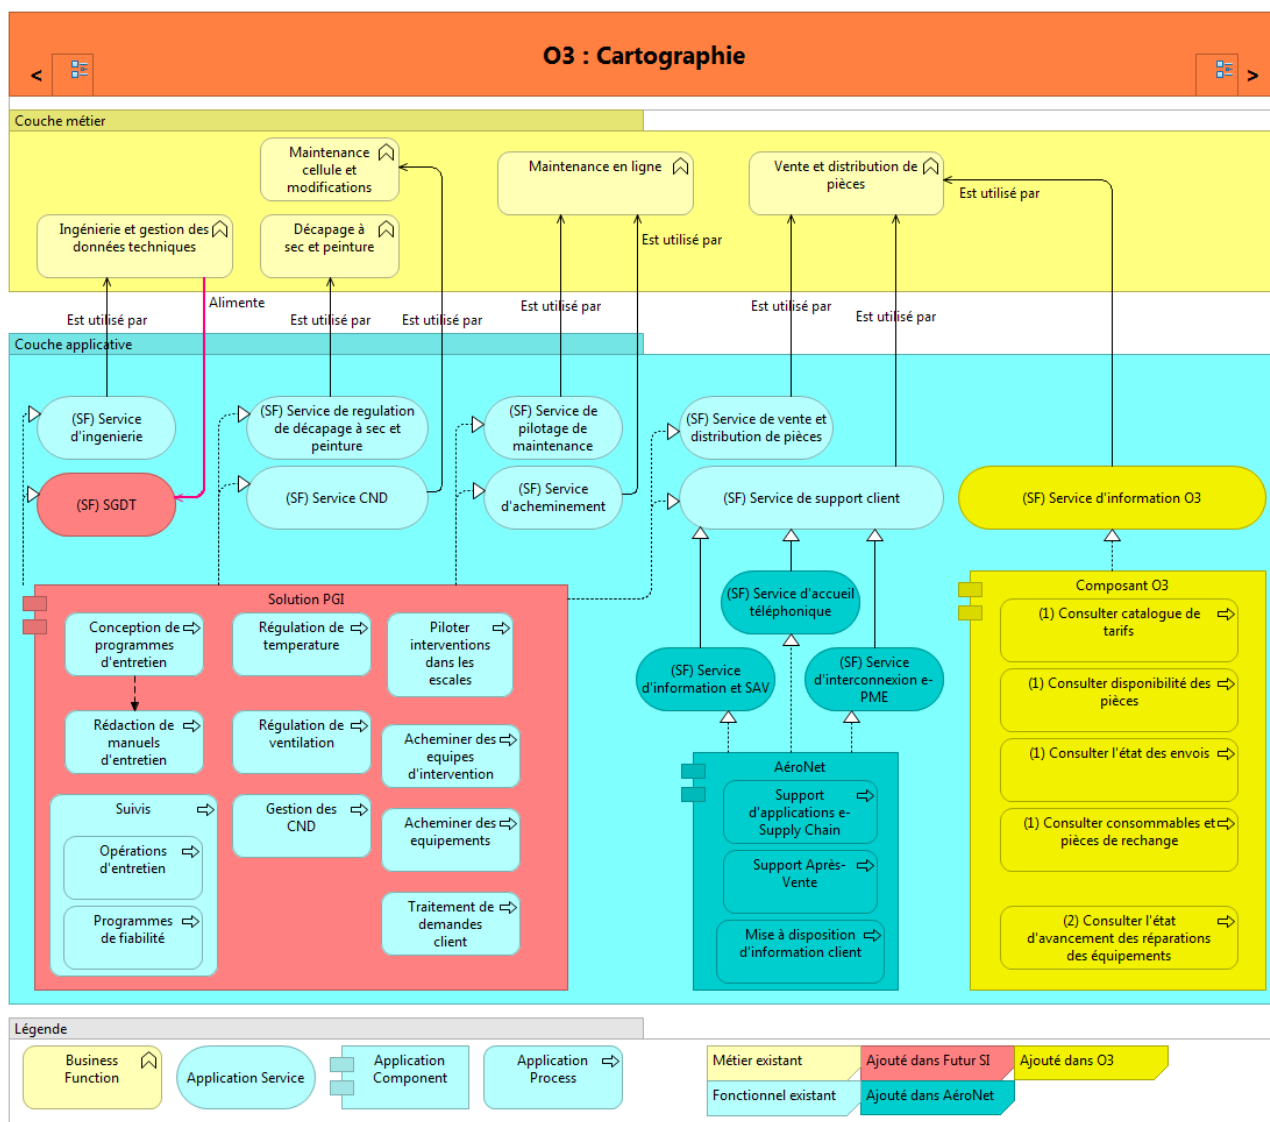 O3 : Cartographie
<
>
Couche métier
Maintenance
cellule et
modifications
Maintenance en ligne
Vente et distribution de
pièces
Est utilisé par
Ingénierie et gestion des
données techniques
Décapage à
sec et peinture
Est utilisé par
Alimente
Est utilisé par
Est utilisé par
Est utilisé par
Est utilisé par
Est utilisé par
Est utilisé par
Couche applicative
(SF) Service
d'ingenierie
(SF) Service de regulation
de décapage à sec et
peinture
(SF) Service de
pilotage de
maintenance
(SF) Service de vente et
distribution de pièces
(SF) SGDT
(SF) Service CND
(SF) Service
d'acheminement
(SF) Service de support client
(SF) Service d'information O3
Solution PGI
Conception de
programmes
d'entretien
Régulation de
temperature
Piloter
interventions
dans les
escales
Rédaction de
manuels
d'entretien
Régulation de
ventilation
Acheminer des
equipes
d'intervention
Suivis
Opérations
d'entretien
Programmes
de fiabilité
Gestion des
CND
Acheminer des
equipements
Traitement de
demandes
client
(SF) Service d'accueil
téléphonique
(SF) Service
d'information et SAV
(SF) Service
d'interconnexion e-
PME
AéroNet
Support
d'applications e-
Supply Chain
Support Après-
Vente
Mise à disposition
d'information client
Composant O3
(1) Consulter catalogue de
tarifs
(1) Consulter disponibilité des
pièces
(1) Consulter l'état des envois
(1) Consulter consommables et
pièces de rechange
(2) Consulter l'état
d'avancement des réparations
des équipements
Légende
Business
Function
Application Service
Application
Component
Application
Process
Métier existant
Ajouté dans Futur SI
Ajouté dans O3
Fonctionnel existant
Ajouté dans AéroNet